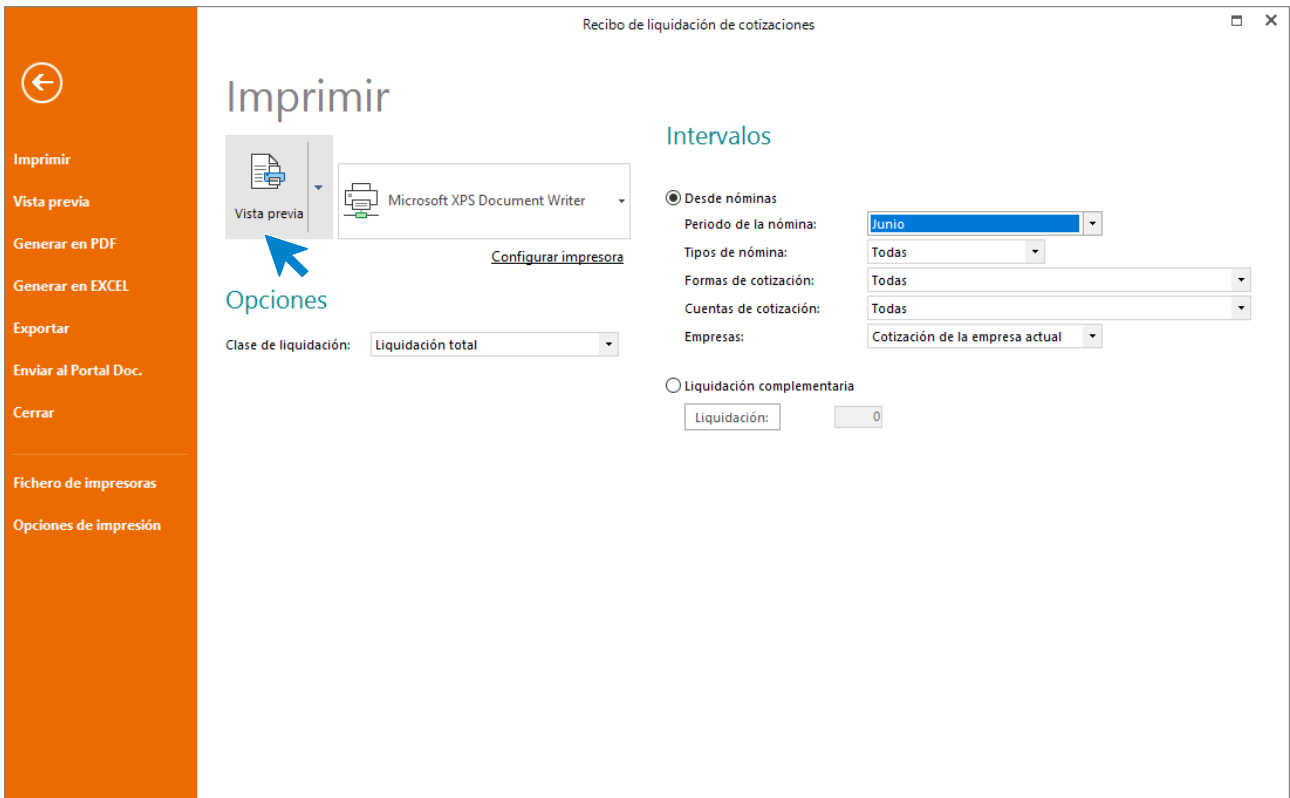 Recibo de liquidación de cotizaciones
Imprimir
Vista previa
Generar en PDF
Generar en EXCEL
Exportar
Enviar al Portal Doc.
Cerrar
Fichero de impresoras
Opciones de impresión
Imprimir
Vista previa
Microsoft XPS Document Writer
Configurar impresora
Opciones
Clase de liquidación: Liquidación total
Intervalos
Desde nóminas
Periodo de la nómina: Junio
Tipos de nómina: Todas
Formas de cotización: Todas
Cuentas de cotización: Todas
Empresas: Cotización de la empresa actual
Liquidación complementaria
Liquidación: 0